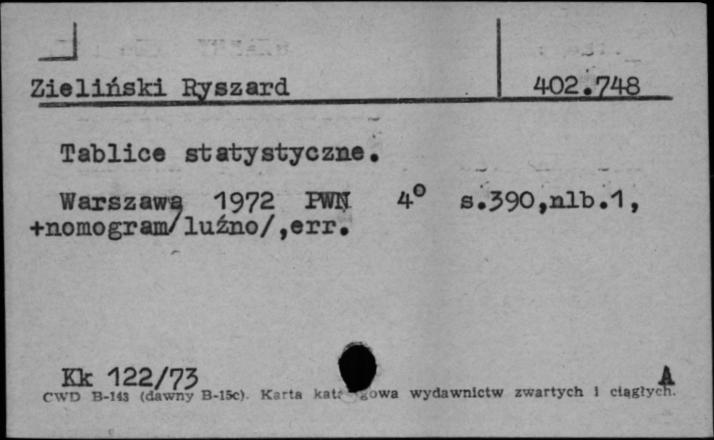 Zieliński Ryszard 402.748
Tablice statystyczne.
Warszawa 1972 PWN 4° s.390,nlb.1,
+nomogram/luźno/,err.
Kk 122/73 A
CWD B-143 (dawny B-15c). Karta wydawnictw zwartych i ciągłych.